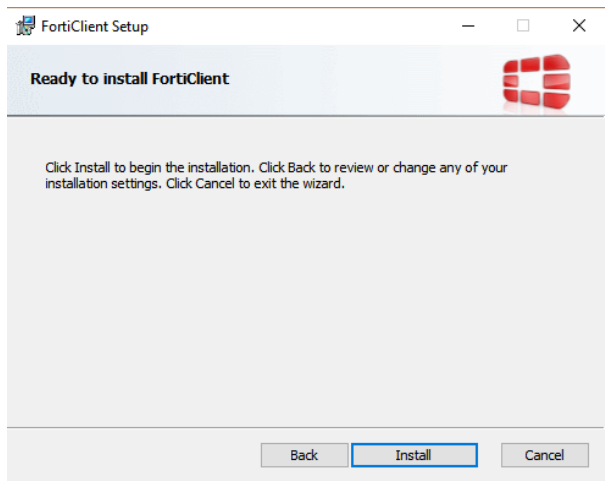 FortiClient Setup
Ready to install FortiClient
Click Install to begin the installation. Click Back to review or change any of your
installation settings. Click Cancel to exit the wizard.
Back Install Cancel